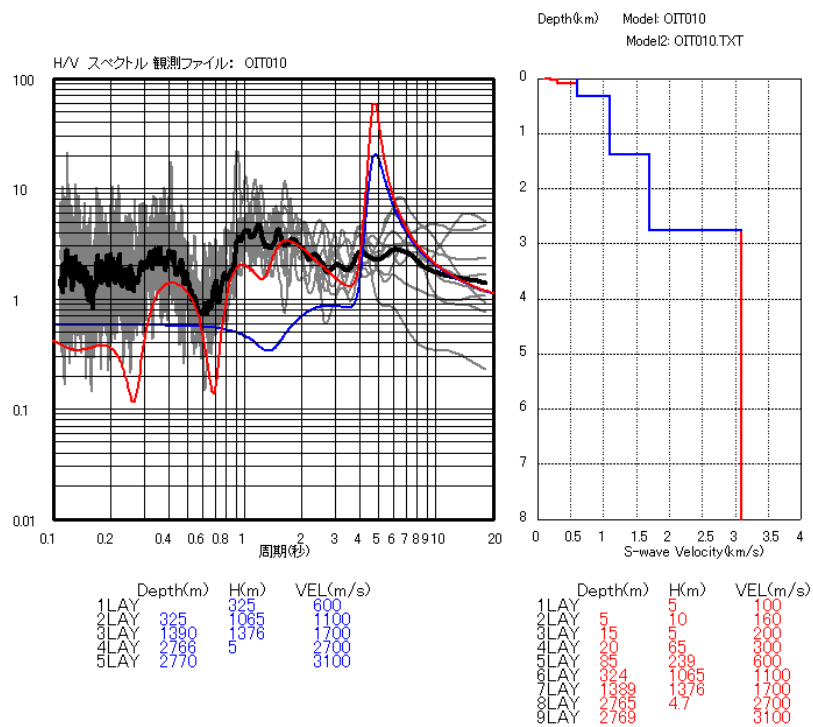 Depth(km) Model: OIT010
Model2: OIT010.TXT
H/V スペクトル 観測ファイル: OIT010
100
10
1
0.1
0.01
0.1 0.2 0.4 0.6 0.8 1 2 3 4 5 6 7 8 9 10 20
周期(秒)
0
1
2
3
4
5
6
7
8
0 0.5 1 1.5 2 2.5 3 3.5 4
S-wave Velocity(km/s)
Depth(m) H(m) VEL(m/s)
1LAY 325 600
2LAY 325 1065 1100
3LAY 1390 1376 1700
4LAY 2766 5 2700
5LAY 2770 3100
Depth(m) H(m) VEL(m/s)
1LAY 5 100
2LAY 5 10 160
3LAY 15 5 200
4LAY 20 65 300
5LAY 85 239 600
6LAY 324 1065 1100
7LAY 1389 1376 1700
8LAY 2765 4.7 2700
9LAY 2769 3100